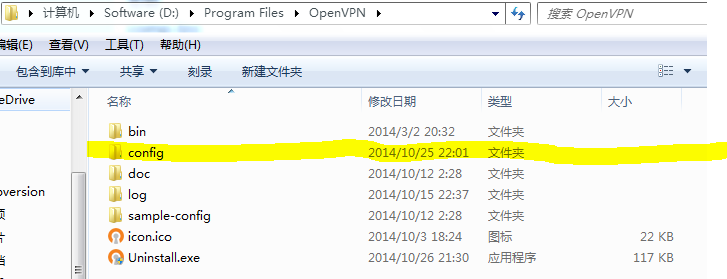 计算机 ▸ Software (D:) ▸ Program Files ▸ OpenVPN ▸
搜索 OpenVPN
编辑(E) 查看(V) 工具(T) 帮助(H)
包含到库中 共享 刻录 新建文件夹
名称 修改日期 类型 大小
bin 2014/3/2 20:32 文件夹
config 2014/10/25 22:01 文件夹
doc 2014/10/12 2:28 文件夹
log 2014/10/15 22:37 文件夹
sample-config 2014/10/12 2:28 文件夹
icon.ico 2014/10/3 18:24 图标 22 KB
Uninstall.exe 2014/10/26 21:30 应用程序 117 KB
eDrive
bversion